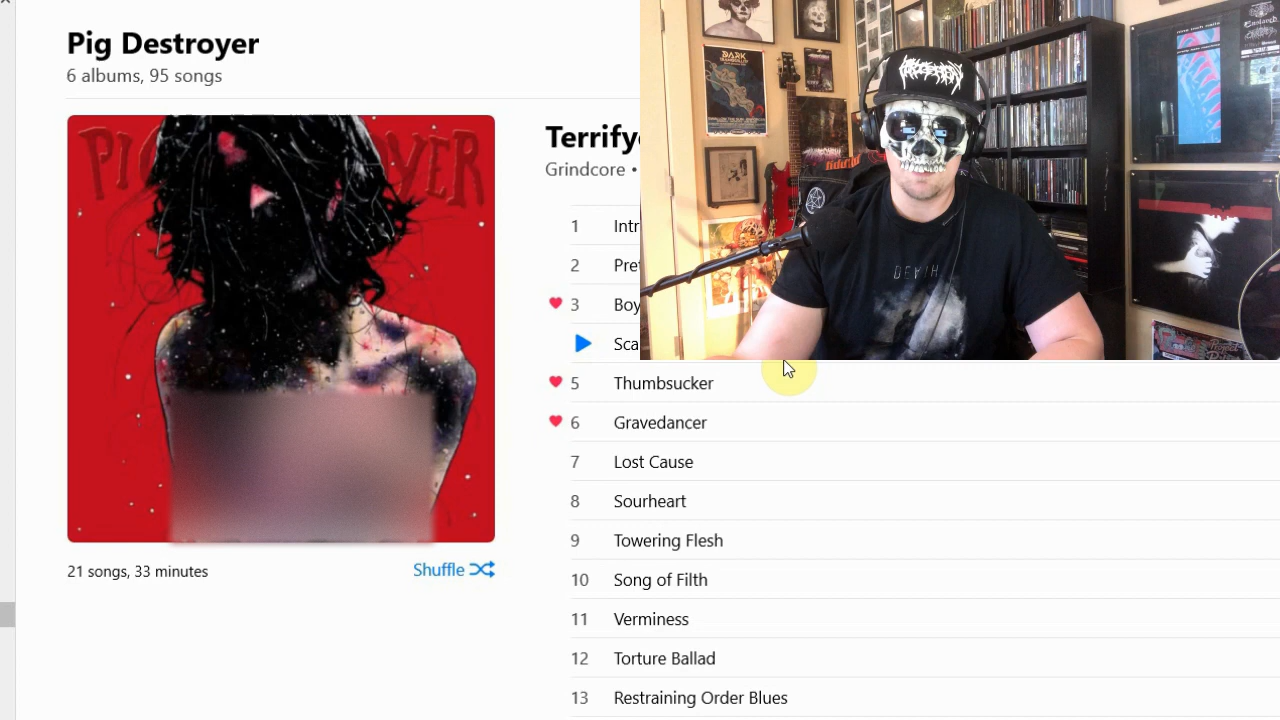 Pig Destroyer
6 albums, 95 songs
Terrify
Grindcore •
1 Intr
2 Pre
3 Boy
Sca
5 Thumbsucker
6 Gravedancer
7 Lost Cause
8 Sourheart
9 Towering Flesh
10 Song of Filth
11 Verminess
12 Torture Ballad
13 Restraining Order Blues
21 songs, 33 minutes
Shuffle
DARK
DEATH